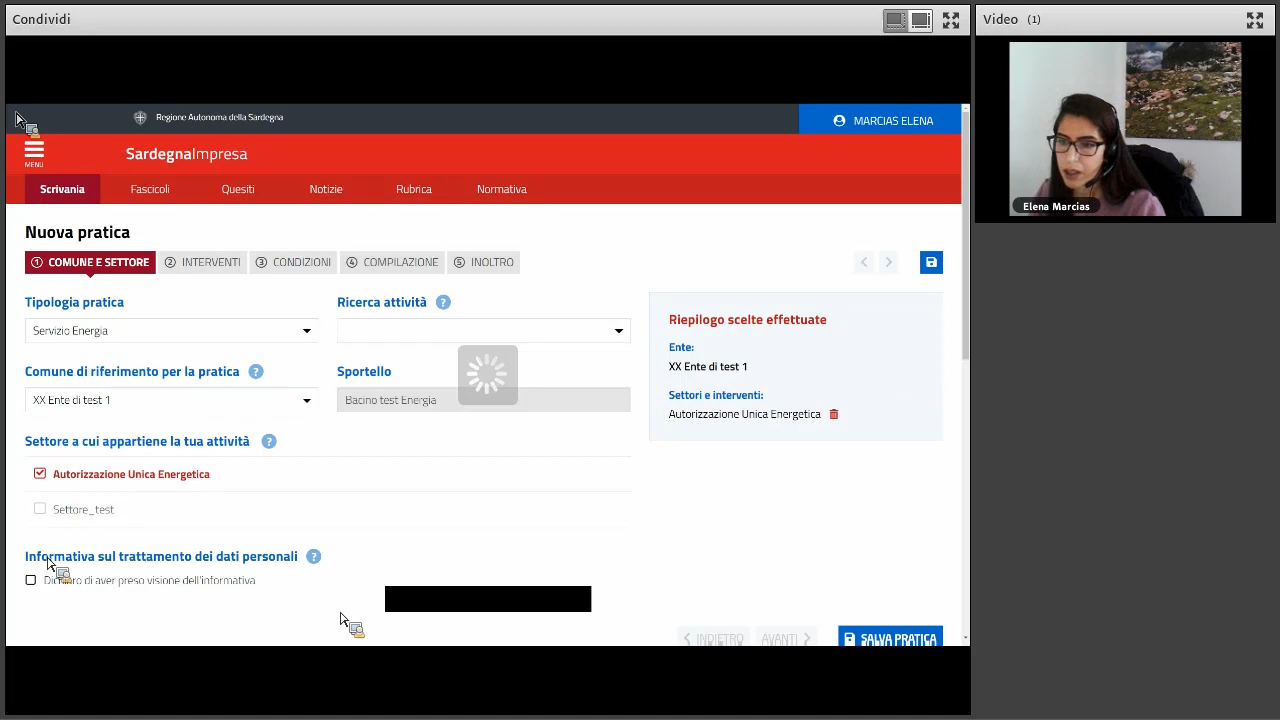 Condividi
Video (1)
Regione Autonoma della Sardegna
MARCIAS ELENA
MENU
SardegnaImpresa
Scrivania Fascicoli Quesiti Notizie Rubrica Normativa
Elena Marcias
Nuova pratica
1 COMUNE E SETTORE 2 INTERVENTI 3 CONDIZIONI 4 COMPILAZIONE 5 INOLTRO
Tipologia pratica
Ricerca attività ?
Servizio Energia
Comune di riferimento per la pratica ?
Sportello
XX Ente di test 1
Bacino test Energia
Riepilogo scelte effettuate
Ente:
XX Ente di test 1
Settori e interventi:
Autorizzazione Unica Energetica
Settore a cui appartiene la tua attività ?
Autorizzazione Unica Energetica
Settore_test
Informativa sul trattamento dei dati personali ?
Dichiaro di aver preso visione dell'informativa
INDIETRO AVANTI SALVA PRATICA